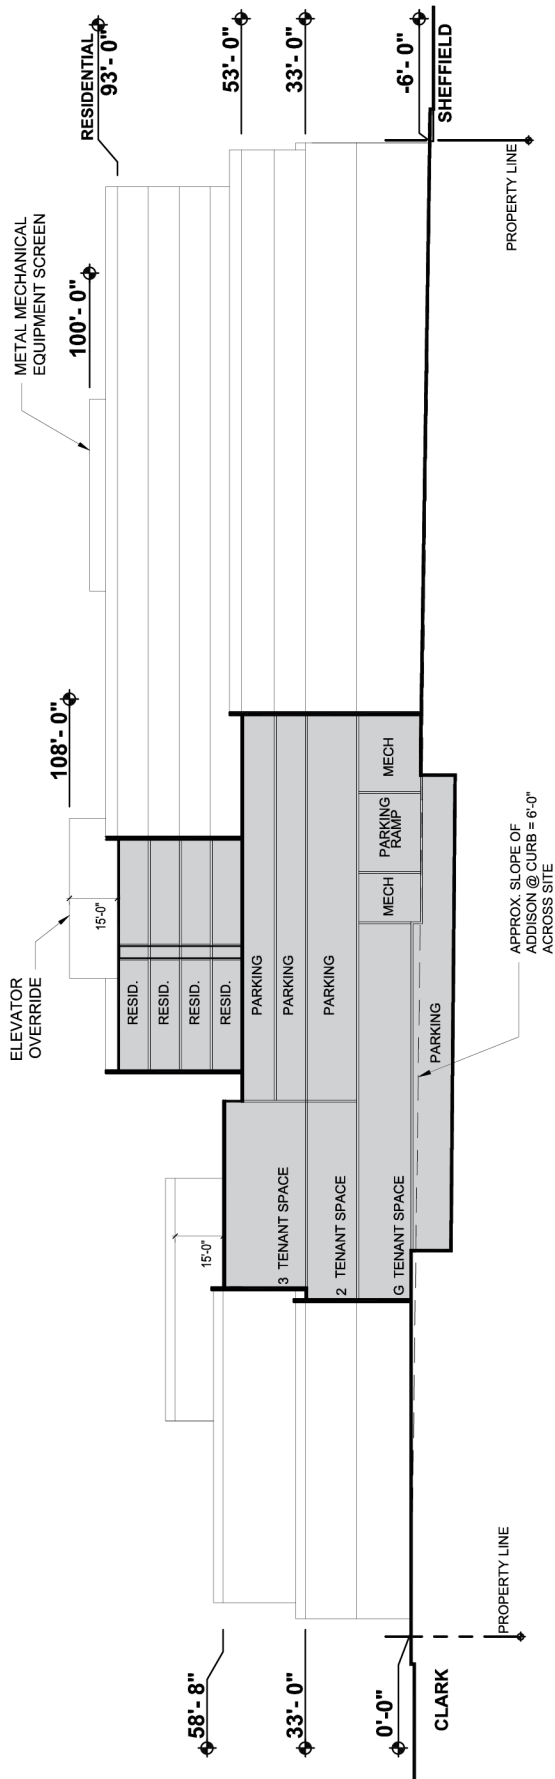 METAL MECHANICAL
EQUIPMENT SCREEN
ELEVATOR
OVERRIDE
108'- 0"
100'- 0"
RESIDENTIAL
93'- 0"
15'-0"
15'-0"
58'- 8"
53'- 0"
33'- 0"
33'- 0"
0'-0"
-6'- 0"
RESID.
RESID.
RESID.
RESID.
PARKING
PARKING
PARKING
3 TENANT SPACE
2 TENANT SPACE
G TENANT SPACE
MECH
PARKING
RAMP
MECH
PARKING
CLARK
SHEFFIELD
PROPERTY LINE
PROPERTY LINE
APPROX. SLOPE OF
ADDISON @ CURB = 6'-0"
ACROSS SITE